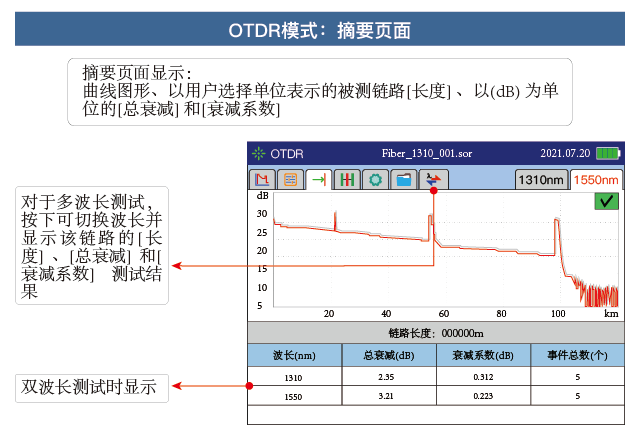 OTDR模式：摘要页面
摘要页面显示:
曲线图形、以用户选择单位表示的被测链路[长度] 、以(dB) 为单
位的[总衰减] 和[衰减系数]
OTDR
Fiber_1310_001.sor
2021.07.20
1310nm
1550nm
对于多波长测试,
按下可切换波长并
显示该链路的[长
度] 、[总衰减] 和[
衰减系数] 测试结
果
dB
30
25
20
15
10
5
20
40
60
80
100
km
链路长度：000000m
波长(nm) 总衰减(dB) 衰减系数(dB) 事件总数(个)
1310 2.35 0.312 5
1550 3.21 0.223 5
双波长测试时显示